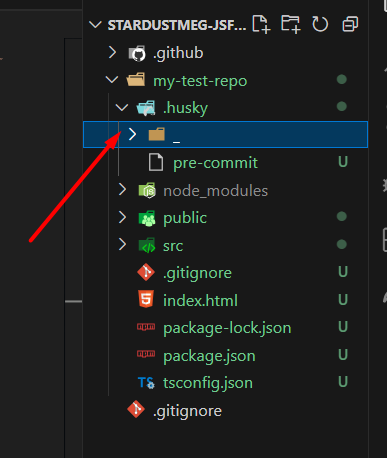 STARDUSTMEG-JSF...
.github
my-test-repo
.husky
_
pre-commit U
node_modules
public
src
.gitignore U
index.html U
package-lock.json U
package.json U
tsconfig.json U
.gitignore